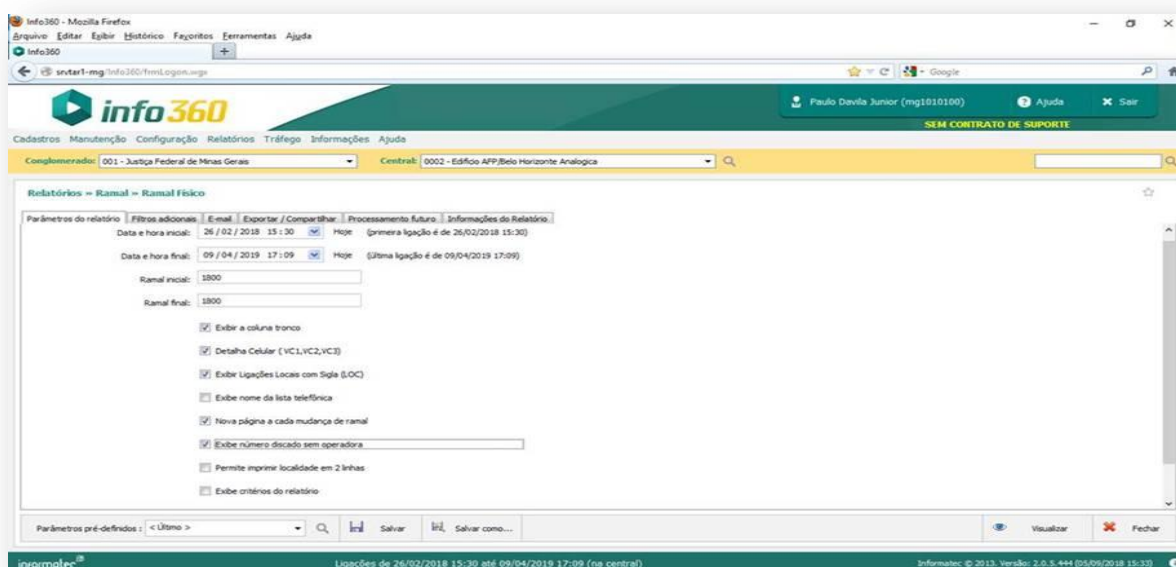 Info360 - Mozilla Firefox
Arquivo Editar Exibir Histórico Favoritos Ferramentas Ajuda
Info360
srvtar1-mg/Info360/frmLogon.wgx
Google
info360
Paulo Davila Junior (mg1010100) Ajuda Sair
SEM CONTRATO DE SUPORTE
Cadastros Manutenção Configuração Relatórios Tráfego Informações Ajuda
Conglomerado: 001 - Justiça Federal de Minas Gerais Central: 0002 - Edifício AFP/Belo Horizonte Analogica
Relatórios » Ramal » Ramal Físico
Parâmetros do relatório Filtros adicionais E-mail Exportar / Compartilhar Processamento futuro Informações do Relatório
Data e hora inicial: 26/02/2018 15:30 Hoje (primeira ligação é de 26/02/2018 15:30)
Data e hora final: 09/04/2019 17:09 Hoje (última ligação é de 09/04/2019 17:09)
Ramal inicial: 1800
Ramal final: 1800
Exibir a coluna tronco
Detalha Celular ( VC1,VC2,VC3)
Exibir Ligações Locais com Sigla (LOC)
Exibe nome da lista telefônica
Nova página a cada mudança de ramal
Exibe número discado sem operadora
Permite imprimir localidade em 2 linhas
Exibe critérios do relatório
Parâmetros pré-definidos : < Último > Salvar Salvar como... Visualizar Fechar
informatec Ligações de 26/02/2018 15:30 até 09/04/2019 17:09 (na central) Informatec © 2013. Versão: 2.0.5.444 (05/09/2018 15:33)